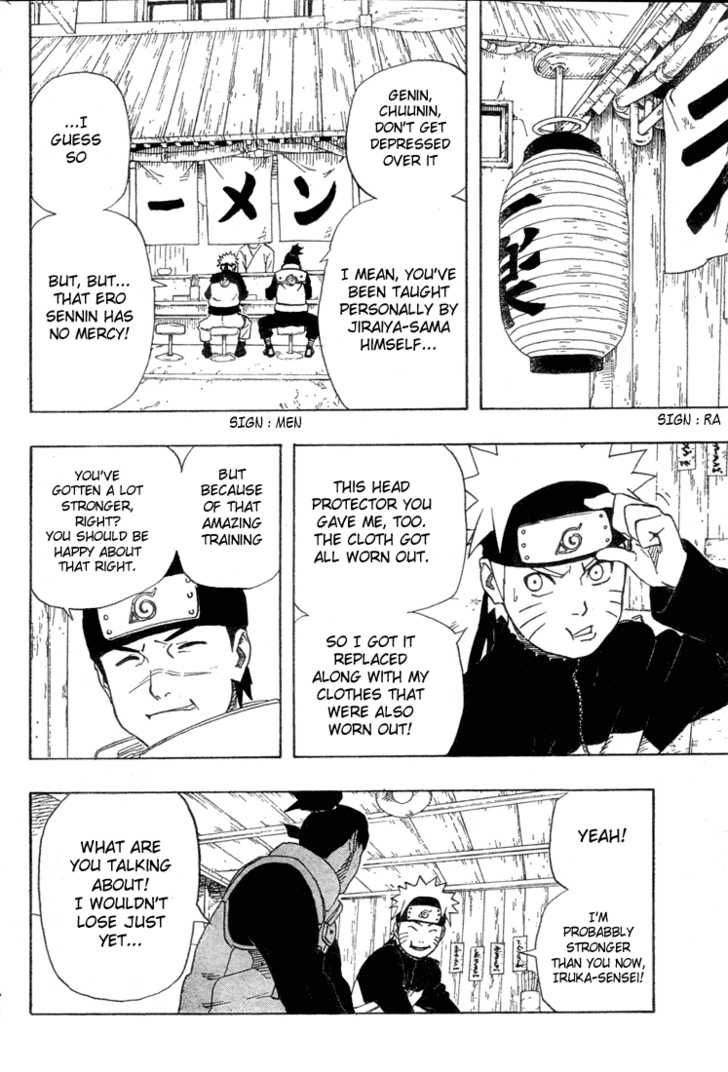 ラ
一楽
SIGN : RA
GENIN,
CHUUNIN,
DON'T GET
DEPRESSED
OVER IT
I MEAN, YOU'VE
BEEN TAUGHT
PERSONALLY BY
JIRAIYA-SAMA
HIMSELF...
ーメン
...I
GUESS
SO
BUT, BUT...
THAT ERO
SENNIN HAS
NO MERCY!
SIGN : MEN
THIS HEAD
PROTECTOR YOU
GAVE ME, TOO.
THE CLOTH GOT
ALL WORN OUT.
SO I GOT IT
REPLACED
ALONG WITH MY
CLOTHES THAT
WERE ALSO
WORN OUT!
BUT
BECAUSE
OF THAT
AMAZING
TRAINING
YOU'VE
GOTTEN A LOT
STRONGER,
RIGHT?
YOU SHOULD BE
HAPPY ABOUT
THAT RIGHT.
YEAH!
I'M
PROBABBLY
STRONGER
THAN YOU NOW,
IRUKA-SENSEI!
WHAT ARE
YOU TALKING
ABOUT!
I WOULDN'T
LOSE JUST
YET...